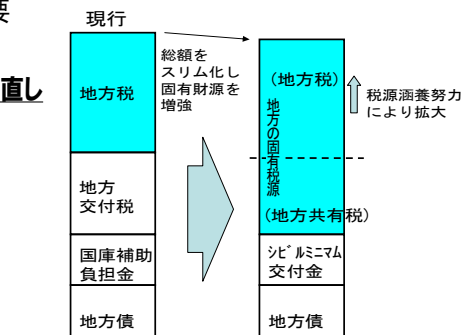 要
直し
現行
総額を
スリム化し
固有財源を
増強
地方税
地方
交付税
国庫補助
負担金
地方債
(地方税)
地方の固有税源
(地方共有税)
シビルミニマム
交付金
地方債
税源涵養努力
により拡大